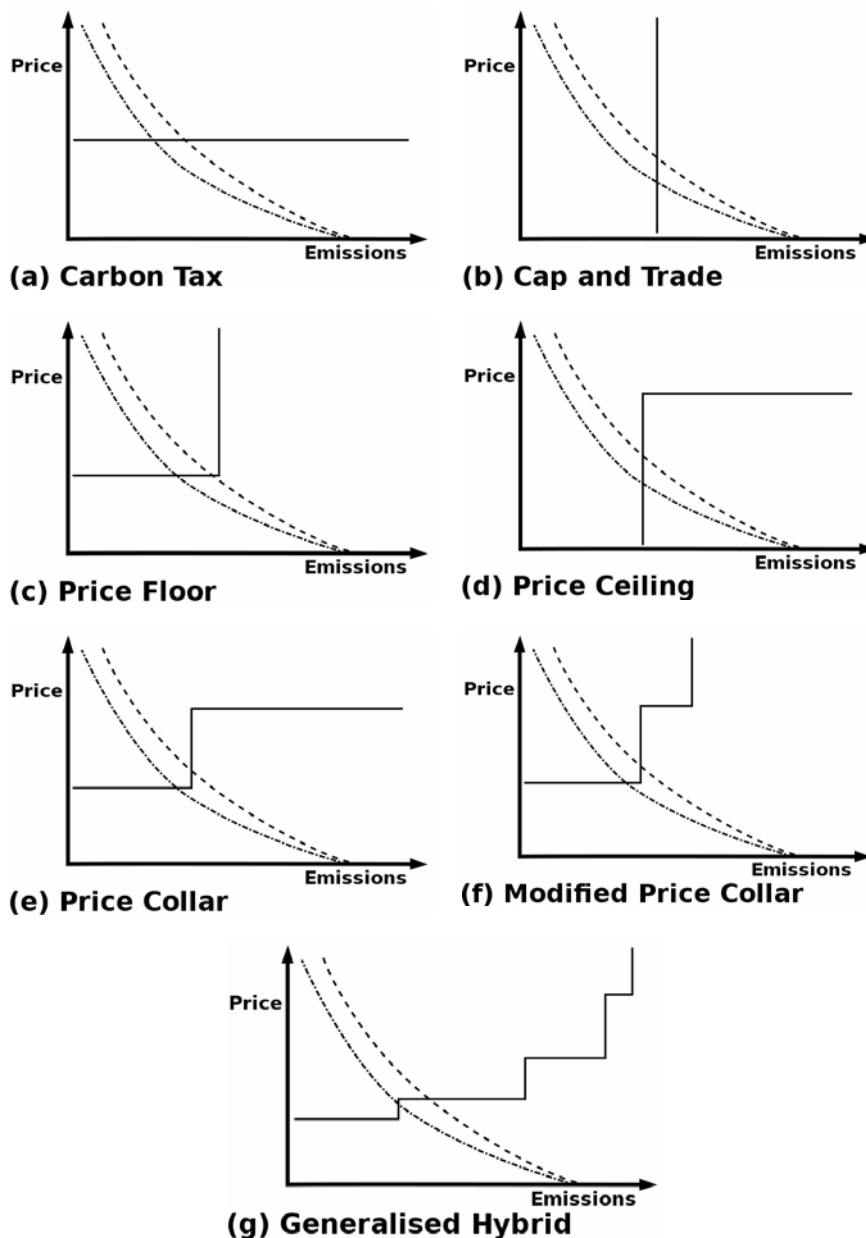 Price
Emissions
(a) Carbon Tax
Price
Emissions
(b) Cap and Trade
Price
Emissions
(c) Price Floor
Price
Emissions
(d) Price Ceiling
Price
Emissions
(e) Price Collar
Price
Emissions
(f) Modified Price Collar
Price
Emissions
(g) Generalised Hybrid